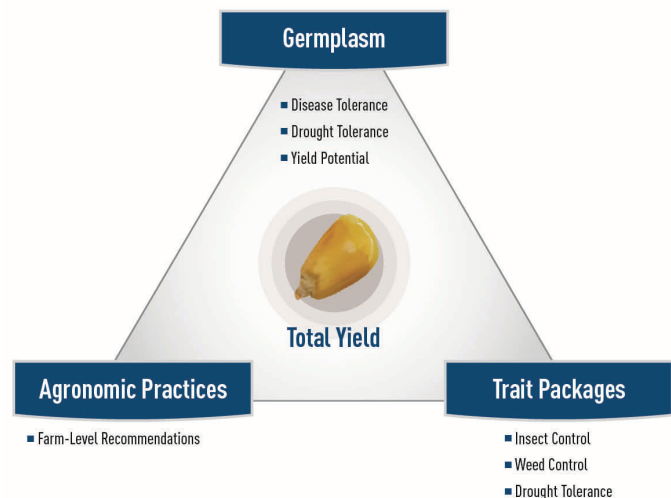 Germplasm
Disease Tolerance
Drought Tolerance
Yield Potential
Total Yield
Agronomic Practices
Farm-Level Recommendations
Trait Packages
Insect Control
Weed Control
Drought Tolerance